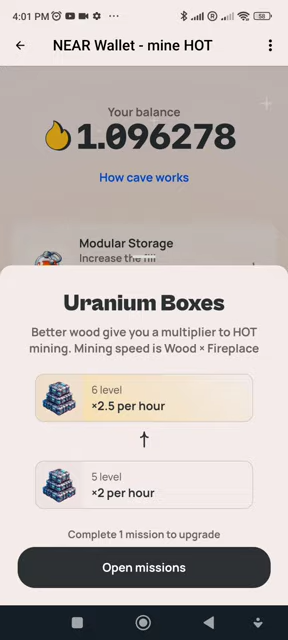 4:01 PM
58
NEAR Wallet - mine HOT
Your balance
1.096278
How cave works
Modular Storage
Increase the fill
Uranium Boxes
Better wood give you a multiplier to HOT
mining. Mining speed is Wood × Fireplace
6 level
×2.5 per hour
5 level
×2 per hour
Complete 1 mission to upgrade
Open missions